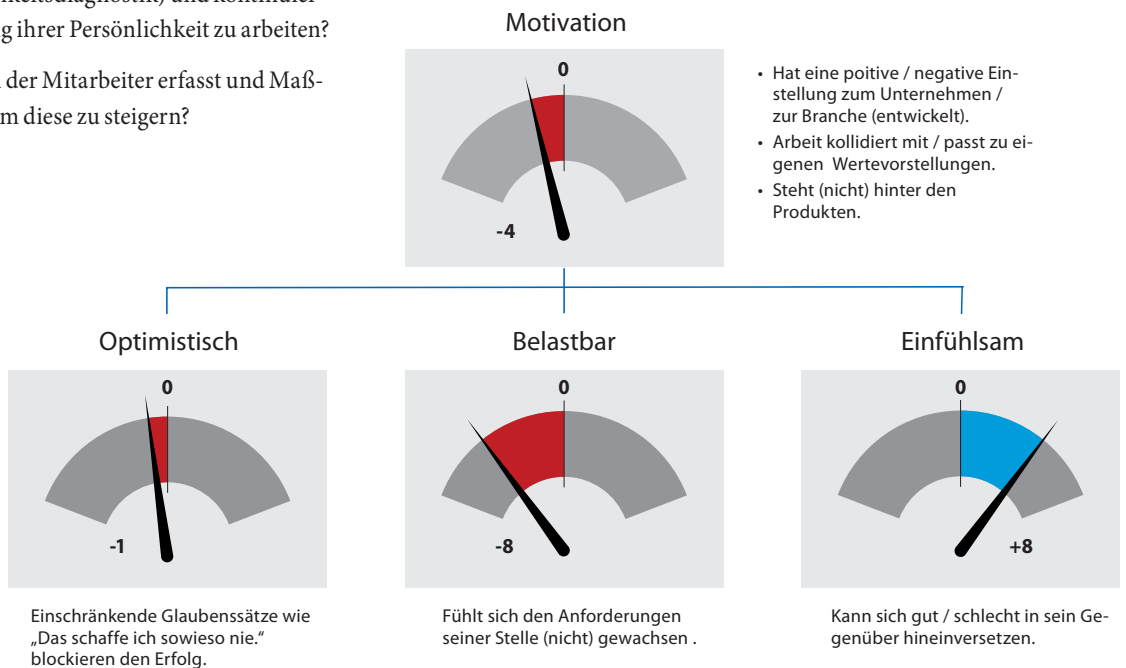 g ihrer Persönlichkeit zu arbeiten?
der Mitarbeiter erfasst und Maß-
m diese zu steigern?
Motivation
0
-4
• Hat eine poitive / negative Ein-
stellung zum Unternehmen /
zur Branche (entwickelt).
• Arbeit kollidiert mit / passt zu ei-
genen Wertevorstellungen.
• Steht (nicht) hinter den
Produkten.
Optimistisch
0
-1
Einschränkende Glaubenssätze wie
„Das schaffe ich sowieso nie.“
blockieren den Erfolg.
Belastbar
0
-8
Fühlt sich den Anforderungen
seiner Stelle (nicht) gewachsen .
Einfühlsam
0
+8
Kann sich gut / schlecht in sein Ge-
genüber hineinversetzen.